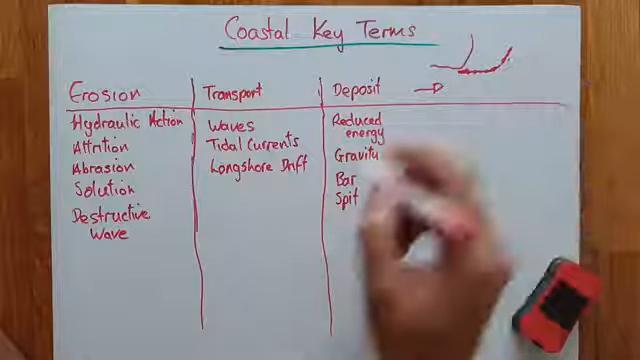 Coastal Key Terms
Erosion
Hydraulic Action
Attrition
Abrasion
Solution
Destructive
Wave
Transport
Waves
Tidal Currents
Longshore Drift
Deposit
Reduced
energy
Gravity
Bar
Spit